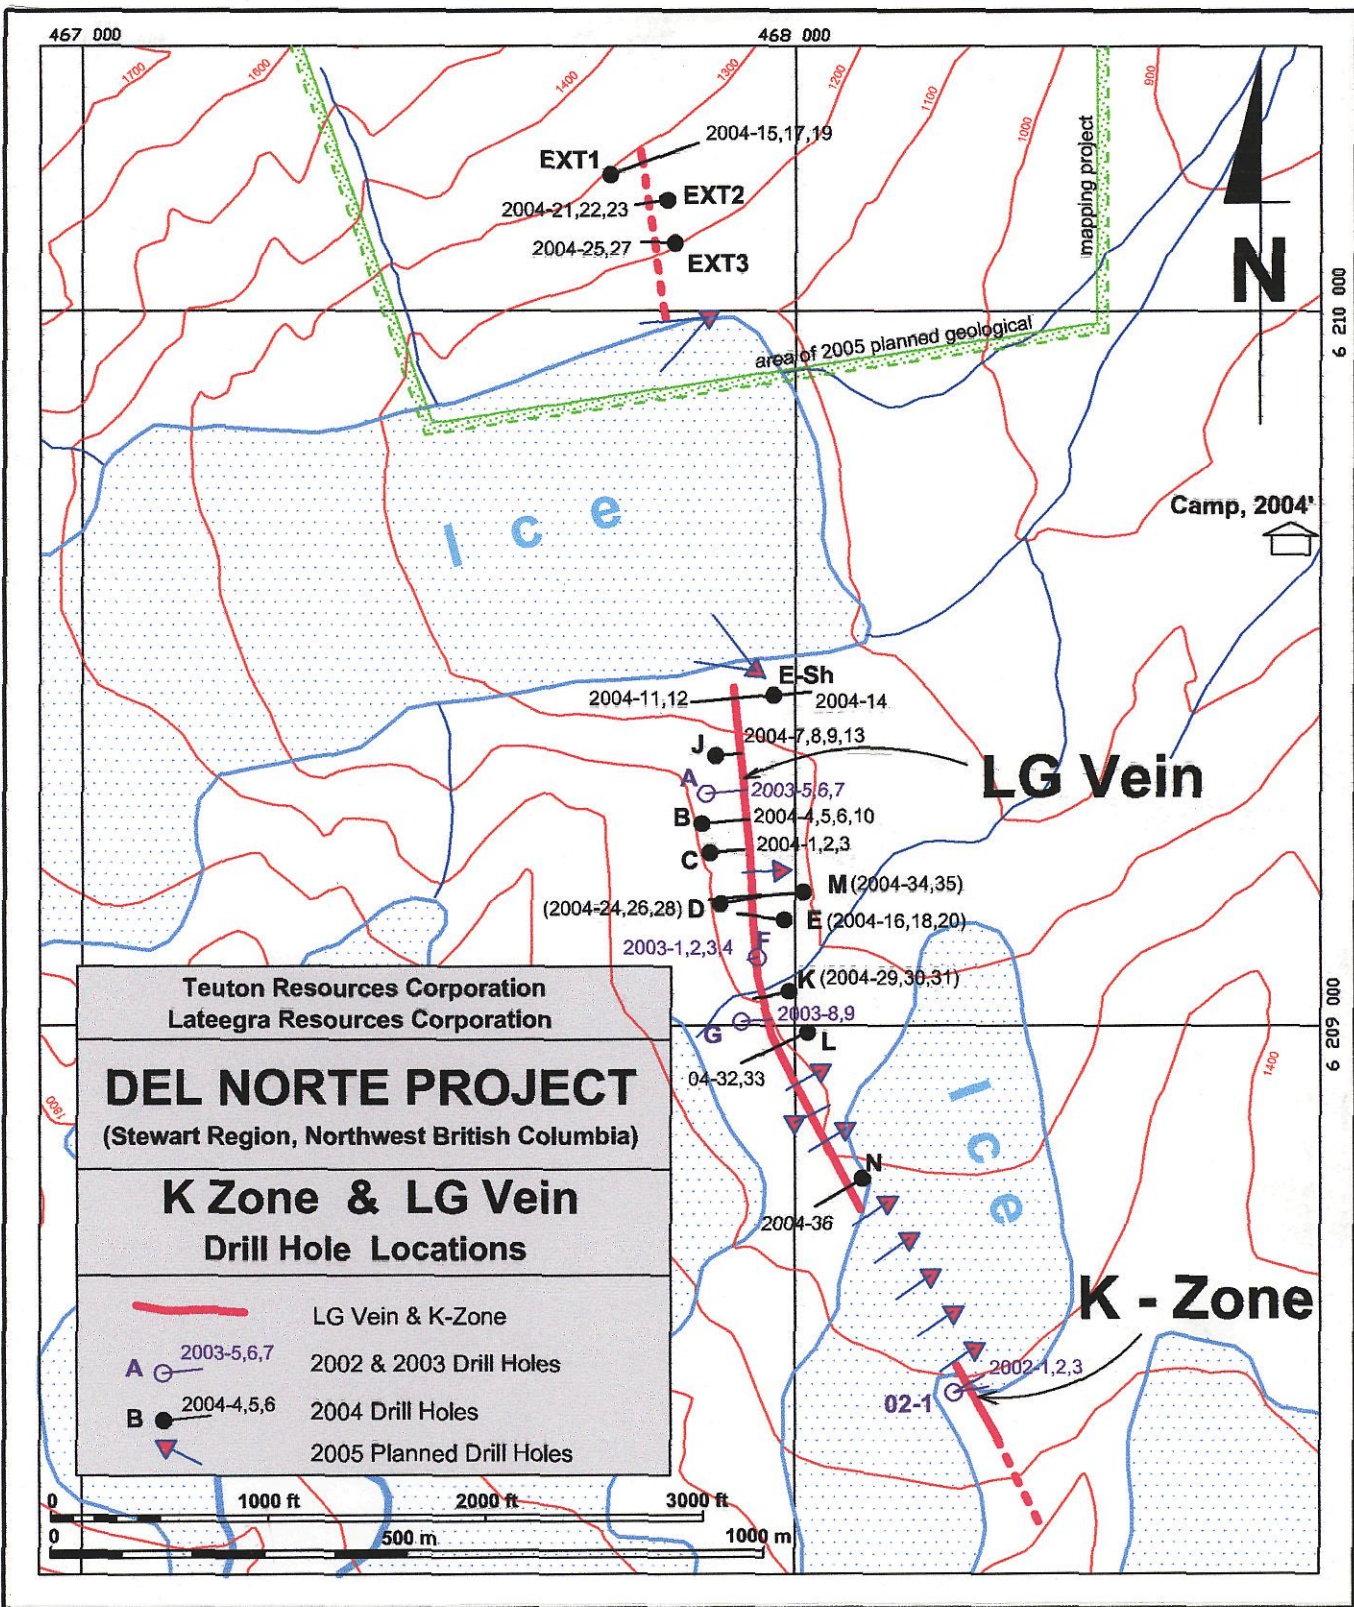 467 000
468 000
1700
1600
1400
1300
1200
1100
1000
900
2004-15,17,19
EXT1
EXT2
2004-21,22,23
2004-25,27
EXT3
mapping project
N
6 210 000
area of 2005 planned geological
Ice
Camp, 2004'
E-Sh
2004-11,12
2004-14
J
2004-7,8,9,13
LG Vein
A
2003-5,6,7
B
2004-4,5,6,10
C
2004-1,2,3
M (2004-34,35)
(2004-24,26,28) D
E (2004-16,18,20)
2003-1,2,3,4
F
K (2004-29,30,31)
2003-8,9
G
L
6 209 000
04-32,33
1400
1800
Ice
N
2004-36
K - Zone
2002-1,2,3
02-1
Teuton Resources Corporation
Lateegra Resources Corporation
DEL NORTE PROJECT
(Stewart Region, Northwest British Columbia)
K Zone & LG Vein
Drill Hole Locations
LG Vein & K-Zone
A 2003-5,6,7
2002 & 2003 Drill Holes
B 2004-4,5,6
2004 Drill Holes
2005 Planned Drill Holes
0 1000 ft 2000 ft 3000 ft
0 500 m 1000 m